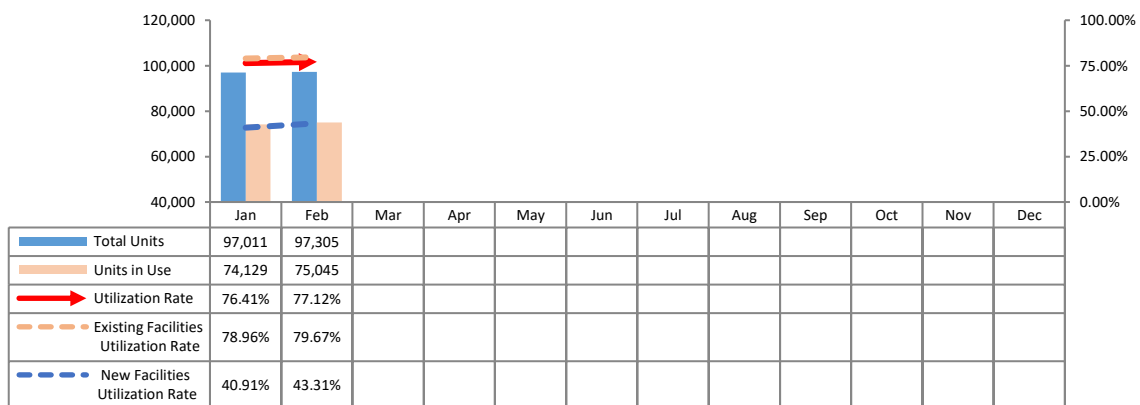 120,000 100.00%
100,000 75.00%
80,000 50.00%
60,000 25.00%
40,000 0.00%
Jan Feb Mar Apr May Jun Jul Aug Sep Oct Nov Dec
Total Units 97,011 97,305
Units in Use 74,129 75,045
Utilization Rate 76.41% 77.12%
Existing Facilities
Utilization Rate 78.96% 79.67%
New Facilities
Utilization Rate 40.91% 43.31%